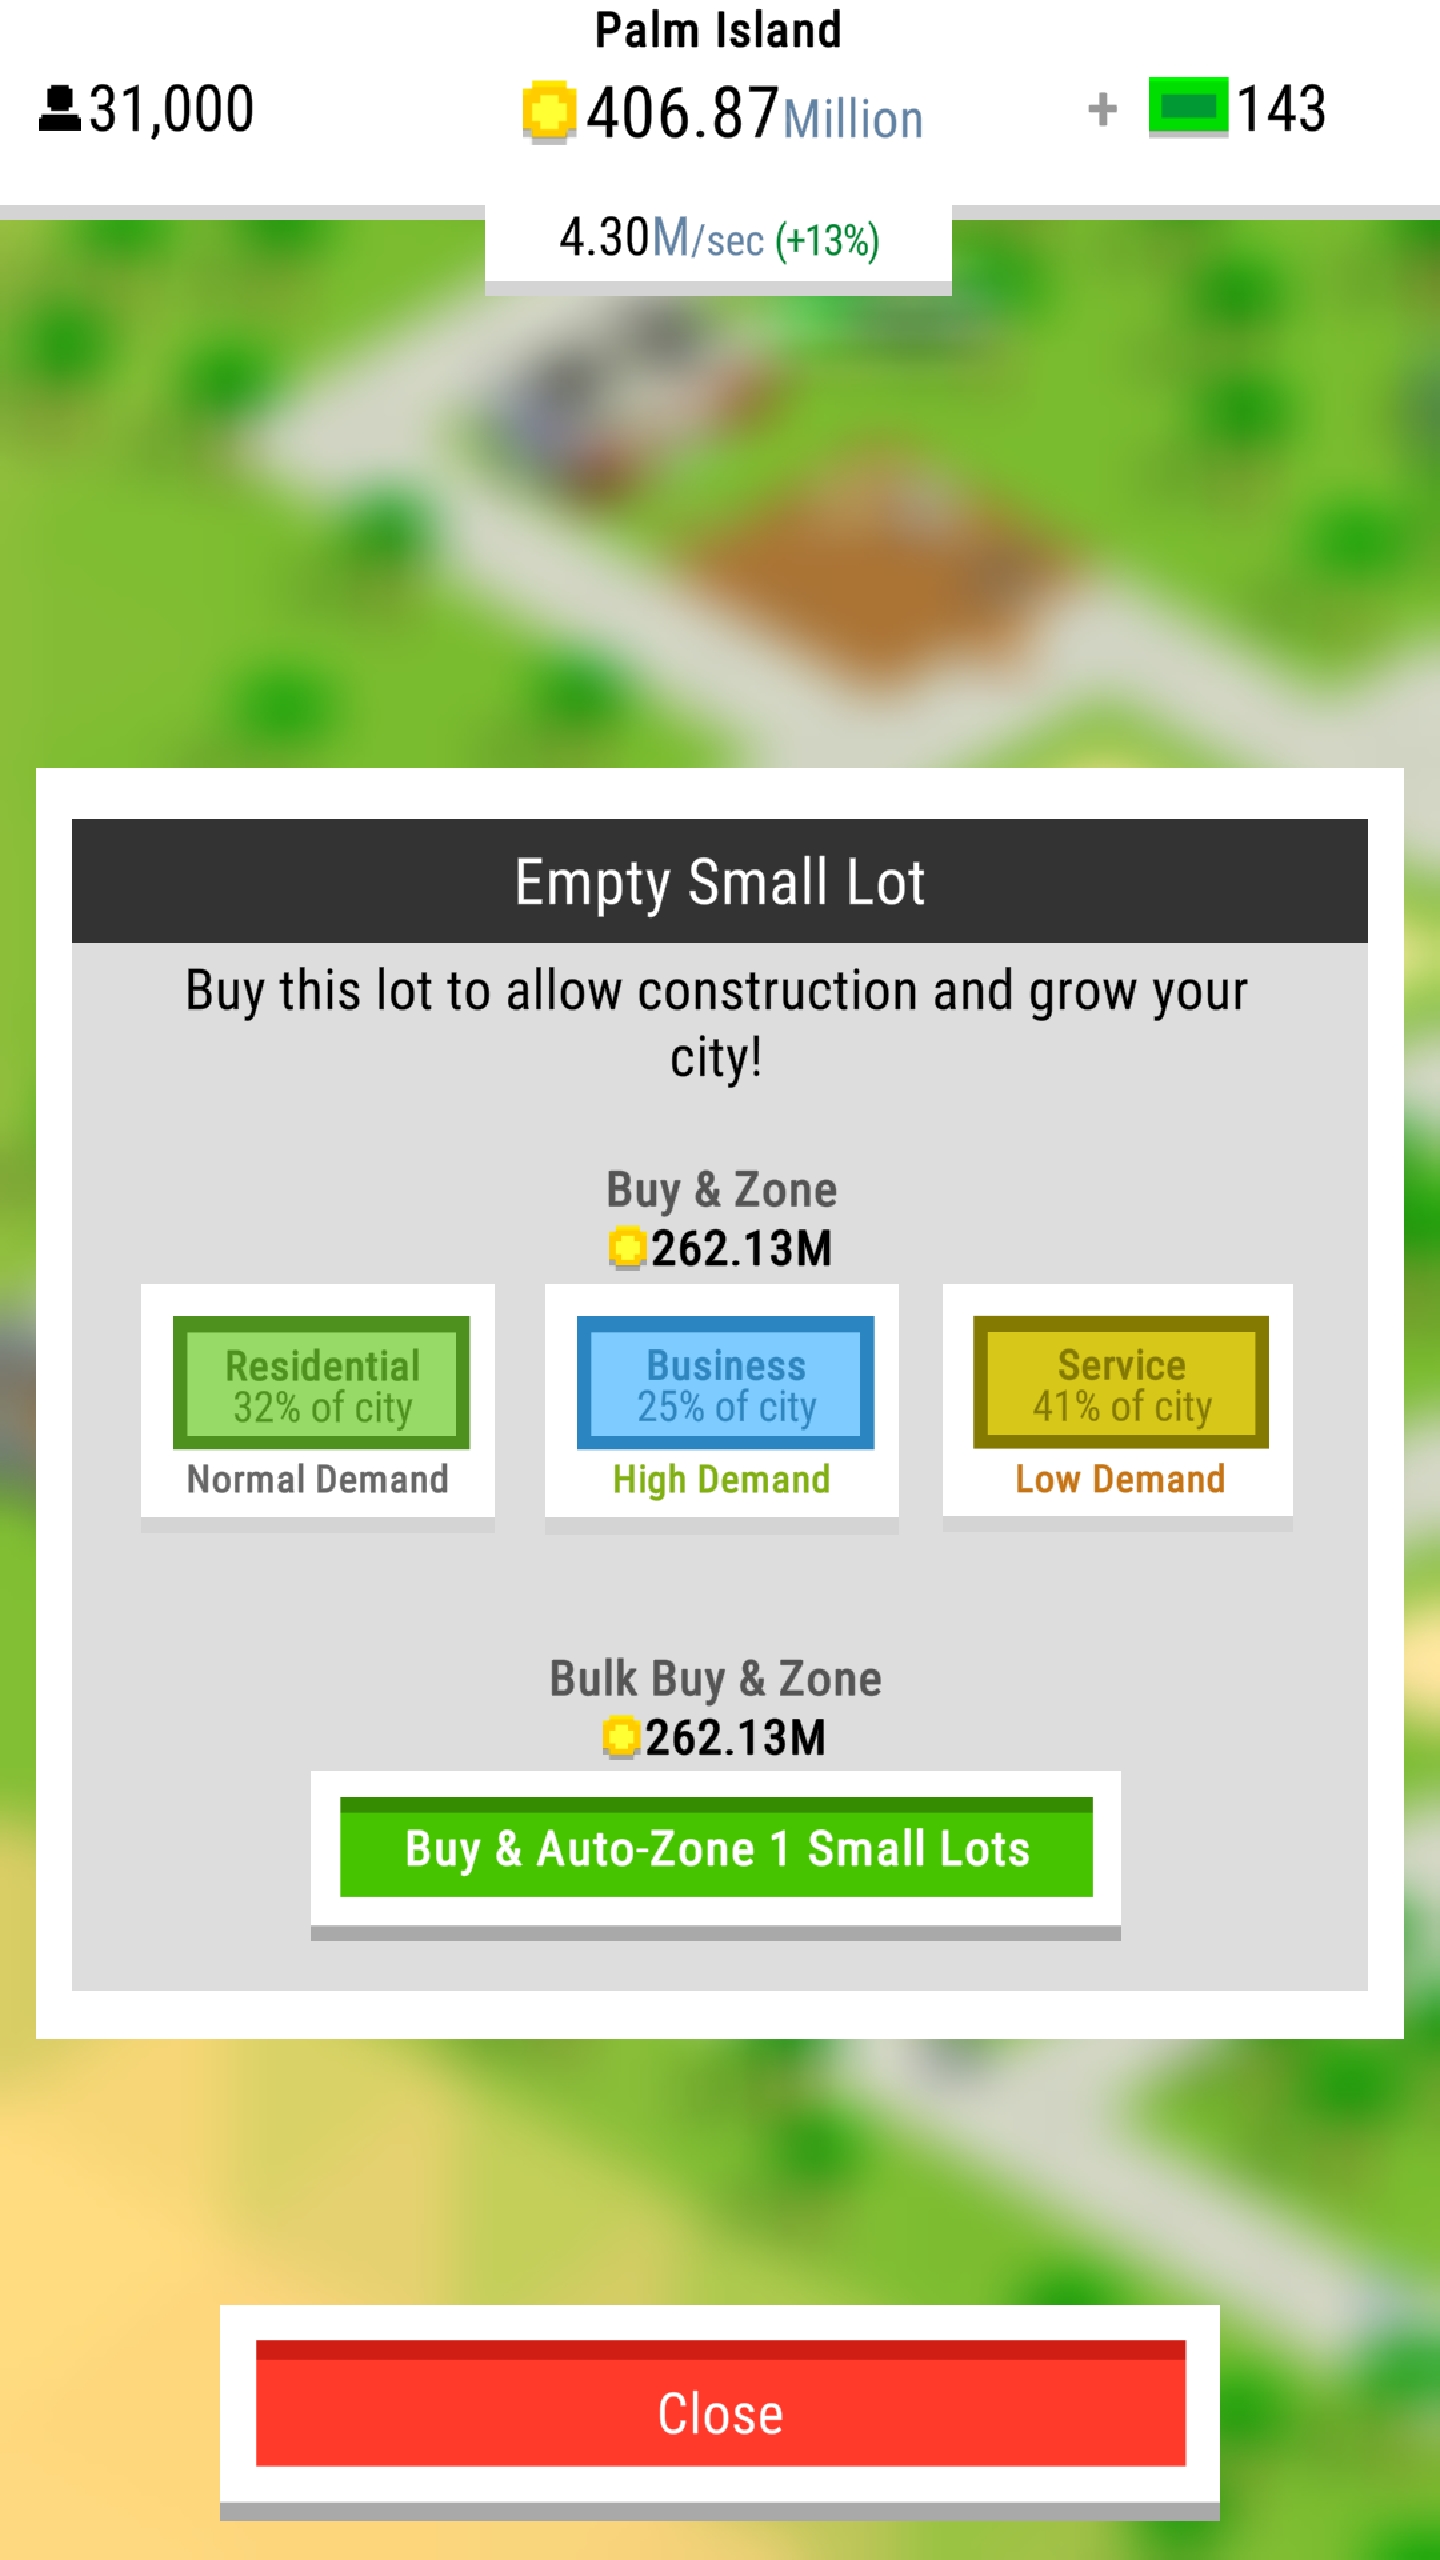 Palm Island
31,000
406.87Million
+ 143
4.30M/sec (+13%)
Empty Small Lot
Buy this lot to allow construction and grow your
city!
Buy & Zone
262.13M
Residential
32% of city
Normal Demand
Business
25% of city
High Demand
Service
41% of city
Low Demand
Bulk Buy & Zone
262.13M
Buy & Auto-Zone 1 Small Lots
Close